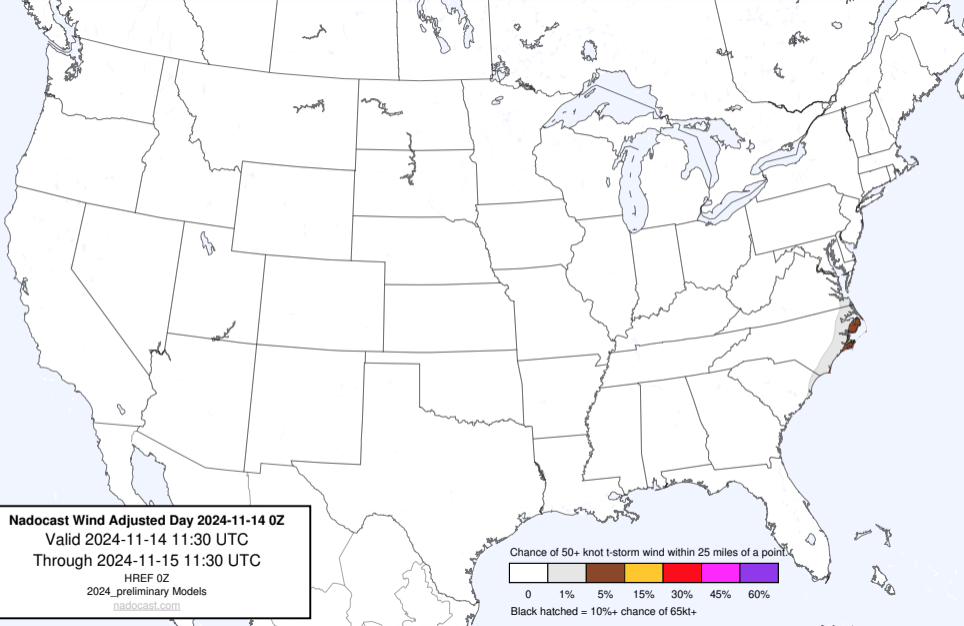 Nadocast Wind Adjusted Day 2024-11-14 0Z
Valid 2024-11-14 11:30 UTC
Through 2024-11-15 11:30 UTC
HREF 0Z
2024_preliminary Models
nadocast.com
Chance of 50+ knot t-storm wind within 25 miles of a point.
0 1% 5% 15% 30% 45% 60%
Black hatched = 10%+ chance of 65kt+